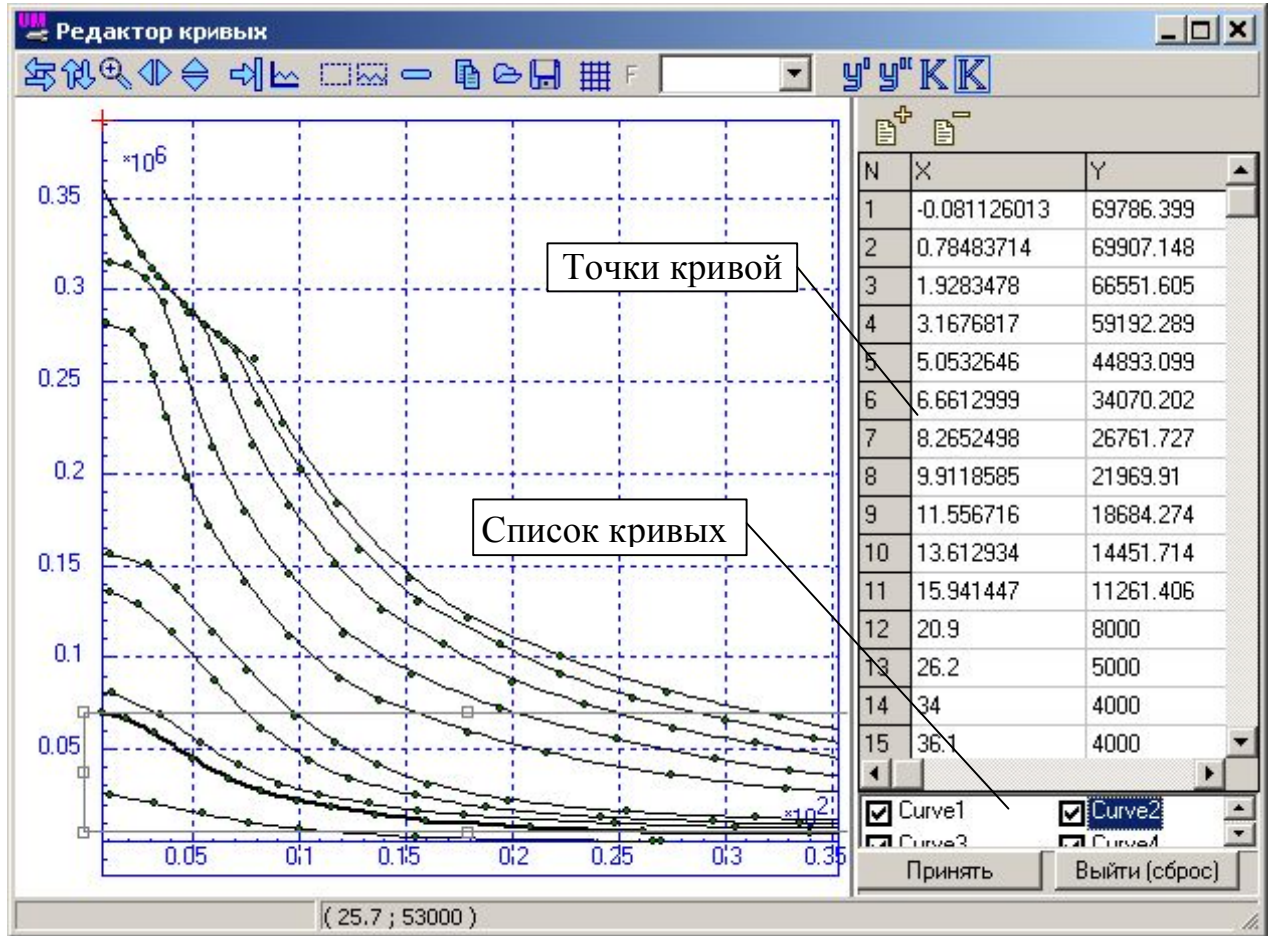 UM Редактор кривых
F y' y" K K
*10^6
0.35
0.3
0.25
0.2
0.15
0.1
0.05
*10^2
0.05 0.1 0.15 0.2 0.25 0.3 0.35
Точки кривой
Список кривых
N X Y
1 -0.081126013 69786.399
2 0.78483714 69907.148
3 1.9283478 66551.605
4 3.1676817 59192.289
5 5.0532646 44893.099
6 6.6612999 34070.202
7 8.2652498 26761.727
8 9.9118585 21969.91
9 11.556716 18684.274
10 13.612934 14451.714
11 15.941447 11261.406
12 20.9 8000
13 26.2 5000
14 34 4000
15 36.1 4000
Curve1 Curve2
Curve3 Curve4
Принять Выйти (сброс)
( 25.7 ; 53000 )